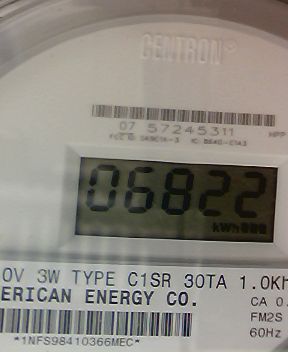 CENTRON®
07 57245311
HPP
06822
kWh
0V 3W TYPE C1SR 30TA 1.0Kh
ERICAN ENERGY CO.
CA 0.
FM2S
60Hz
*1NFS98410366MEC*